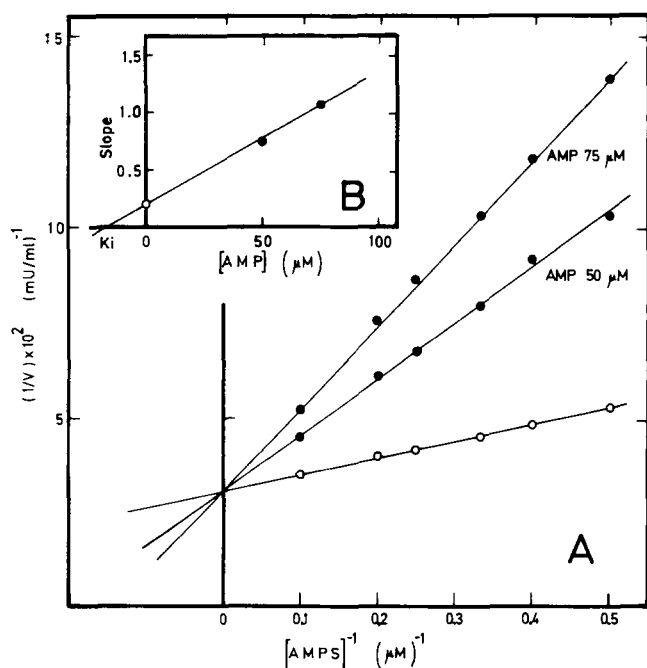 15
10
5
0
(1/V) x 10² (mU/ml)⁻¹
0
0.1
0.2
0.3
0.4
0.5
[AMPS]⁻¹ (μM)⁻¹
AMP 75 μM
AMP 50 μM
A
1.5
1.0
0.5
Slope
Ki
0
50
100
[AMP] (μM)
B